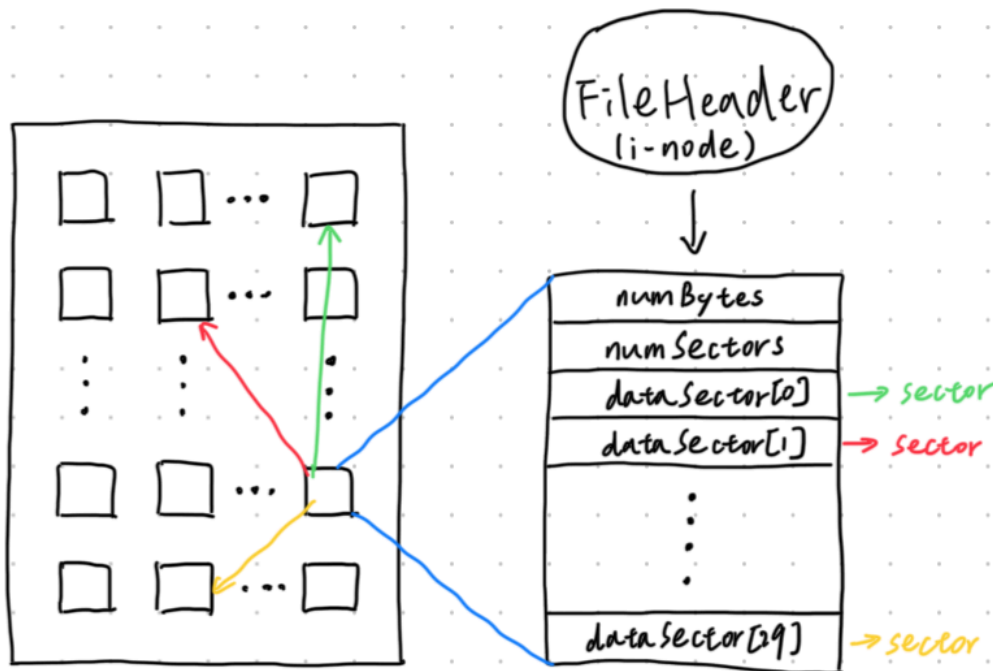 FileHeader
(i-node)
numBytes
numSectors
dataSector[0] → sector
dataSector[1] → sector
dataSector[29] → sector